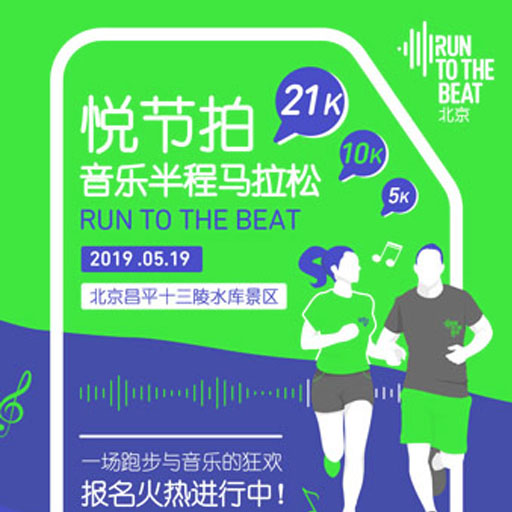 RUN
TO THE
BEAT
北京
21K
10K
5K
悦节拍
音乐半程马拉松
RUN TO THE BEAT
2019.05.19
北京昌平十三陵水库景区
一场跑步与音乐的狂欢
报名火热进行中!